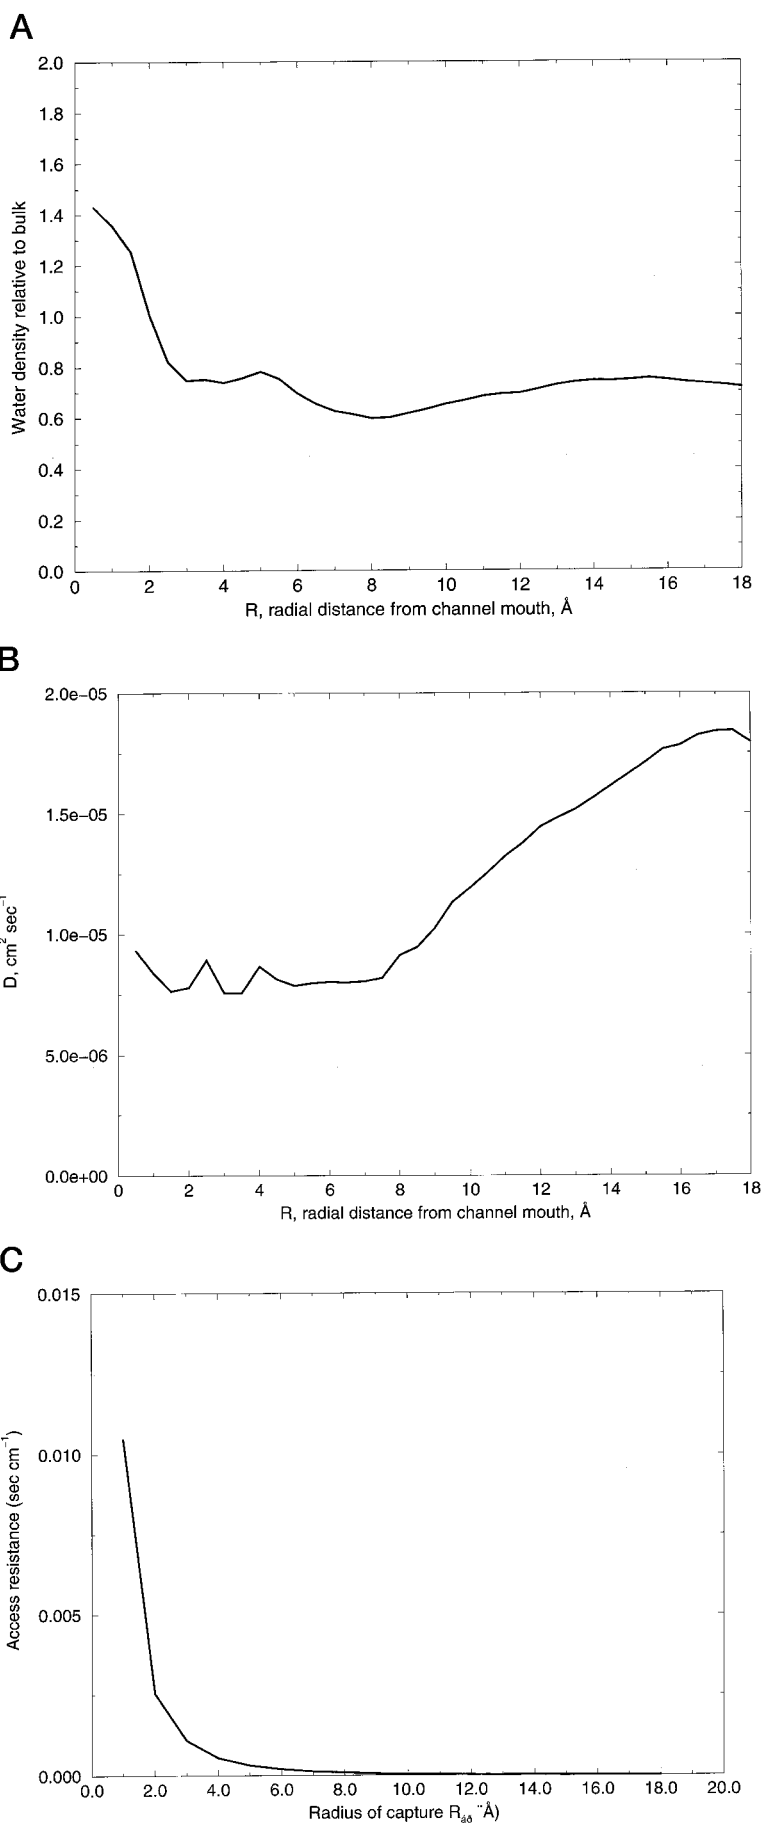 A
2.0
1.8
1.6
1.4
1.2
1.0
0.8
0.6
0.4
0.2
0.0
Water density relative to bulk
0 2 4 6 8 10 12 14 16 18
R, radial distance from channel mouth, Å
B
2.0e−05
1.5e−05
1.0e−05
5.0e−06
0.0e+00
D, cm² sec⁻¹
0 2 4 6 8 10 12 14 16 18
R, radial distance from channel mouth, Å
C
0.015
0.010
0.005
0.000
Access resistance (sec cm⁻¹)
0.0 2.0 4.0 6.0 8.0 10.0 12.0 14.0 16.0 18.0 20.0
Radius of capture R Å)